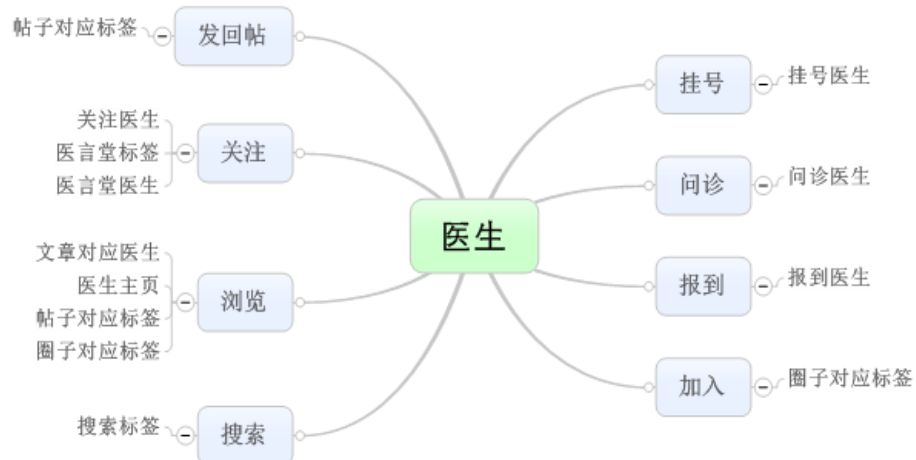 医生
发回帖
帖子对应标签
关注
关注医生
医言堂标签
医言堂医生
浏览
文章对应医生
医生主页
帖子对应标签
圈子对应标签
搜索
搜索标签
挂号
挂号医生
问诊
问诊医生
报到
报到医生
加入
圈子对应标签